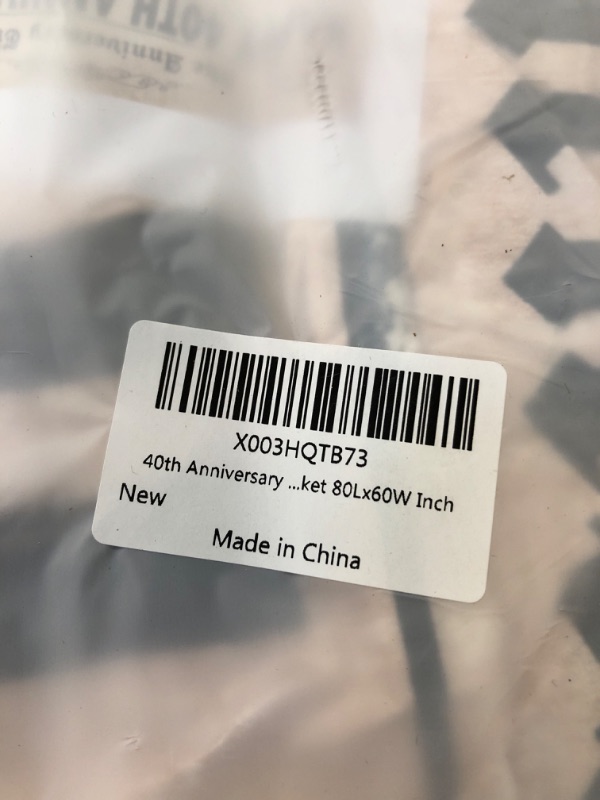 X003HQTB73
40th Anniversary ...ket 80Lx60W Inch
New
Made in China